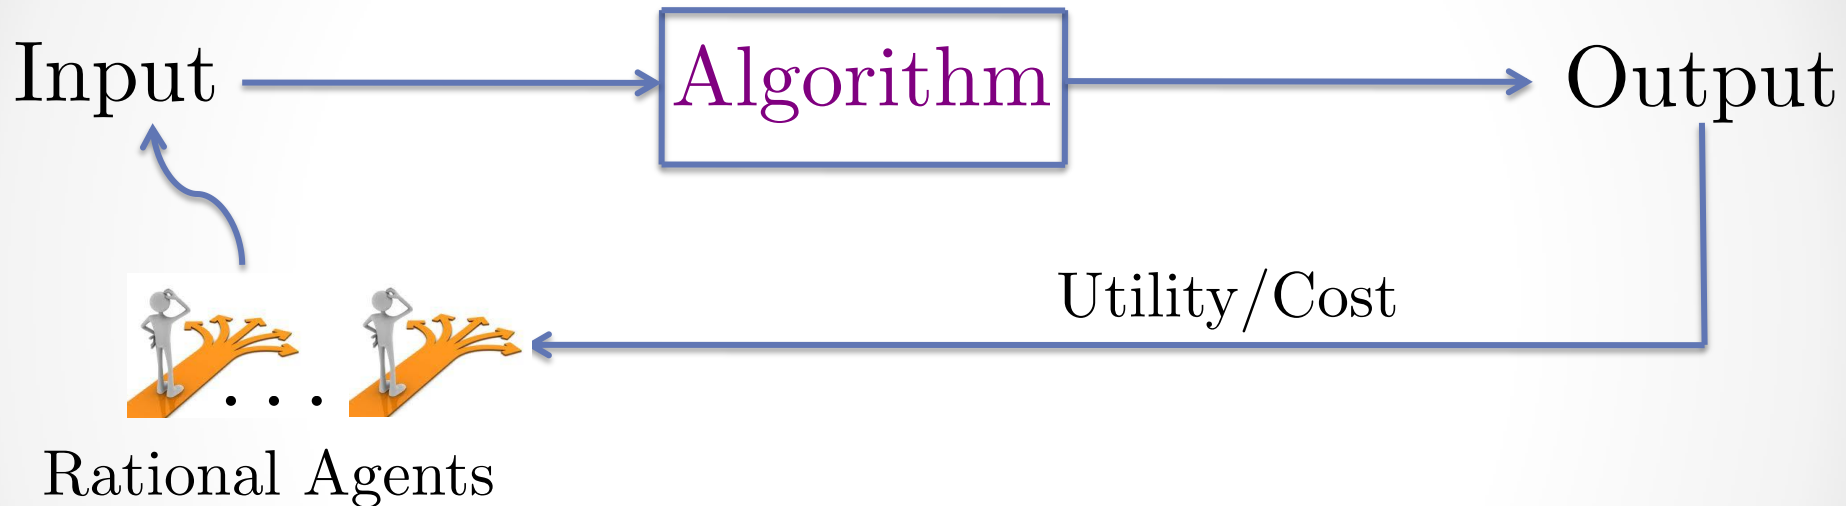 Input
Algorithm
Output
Utility/Cost
...
Rational Agents